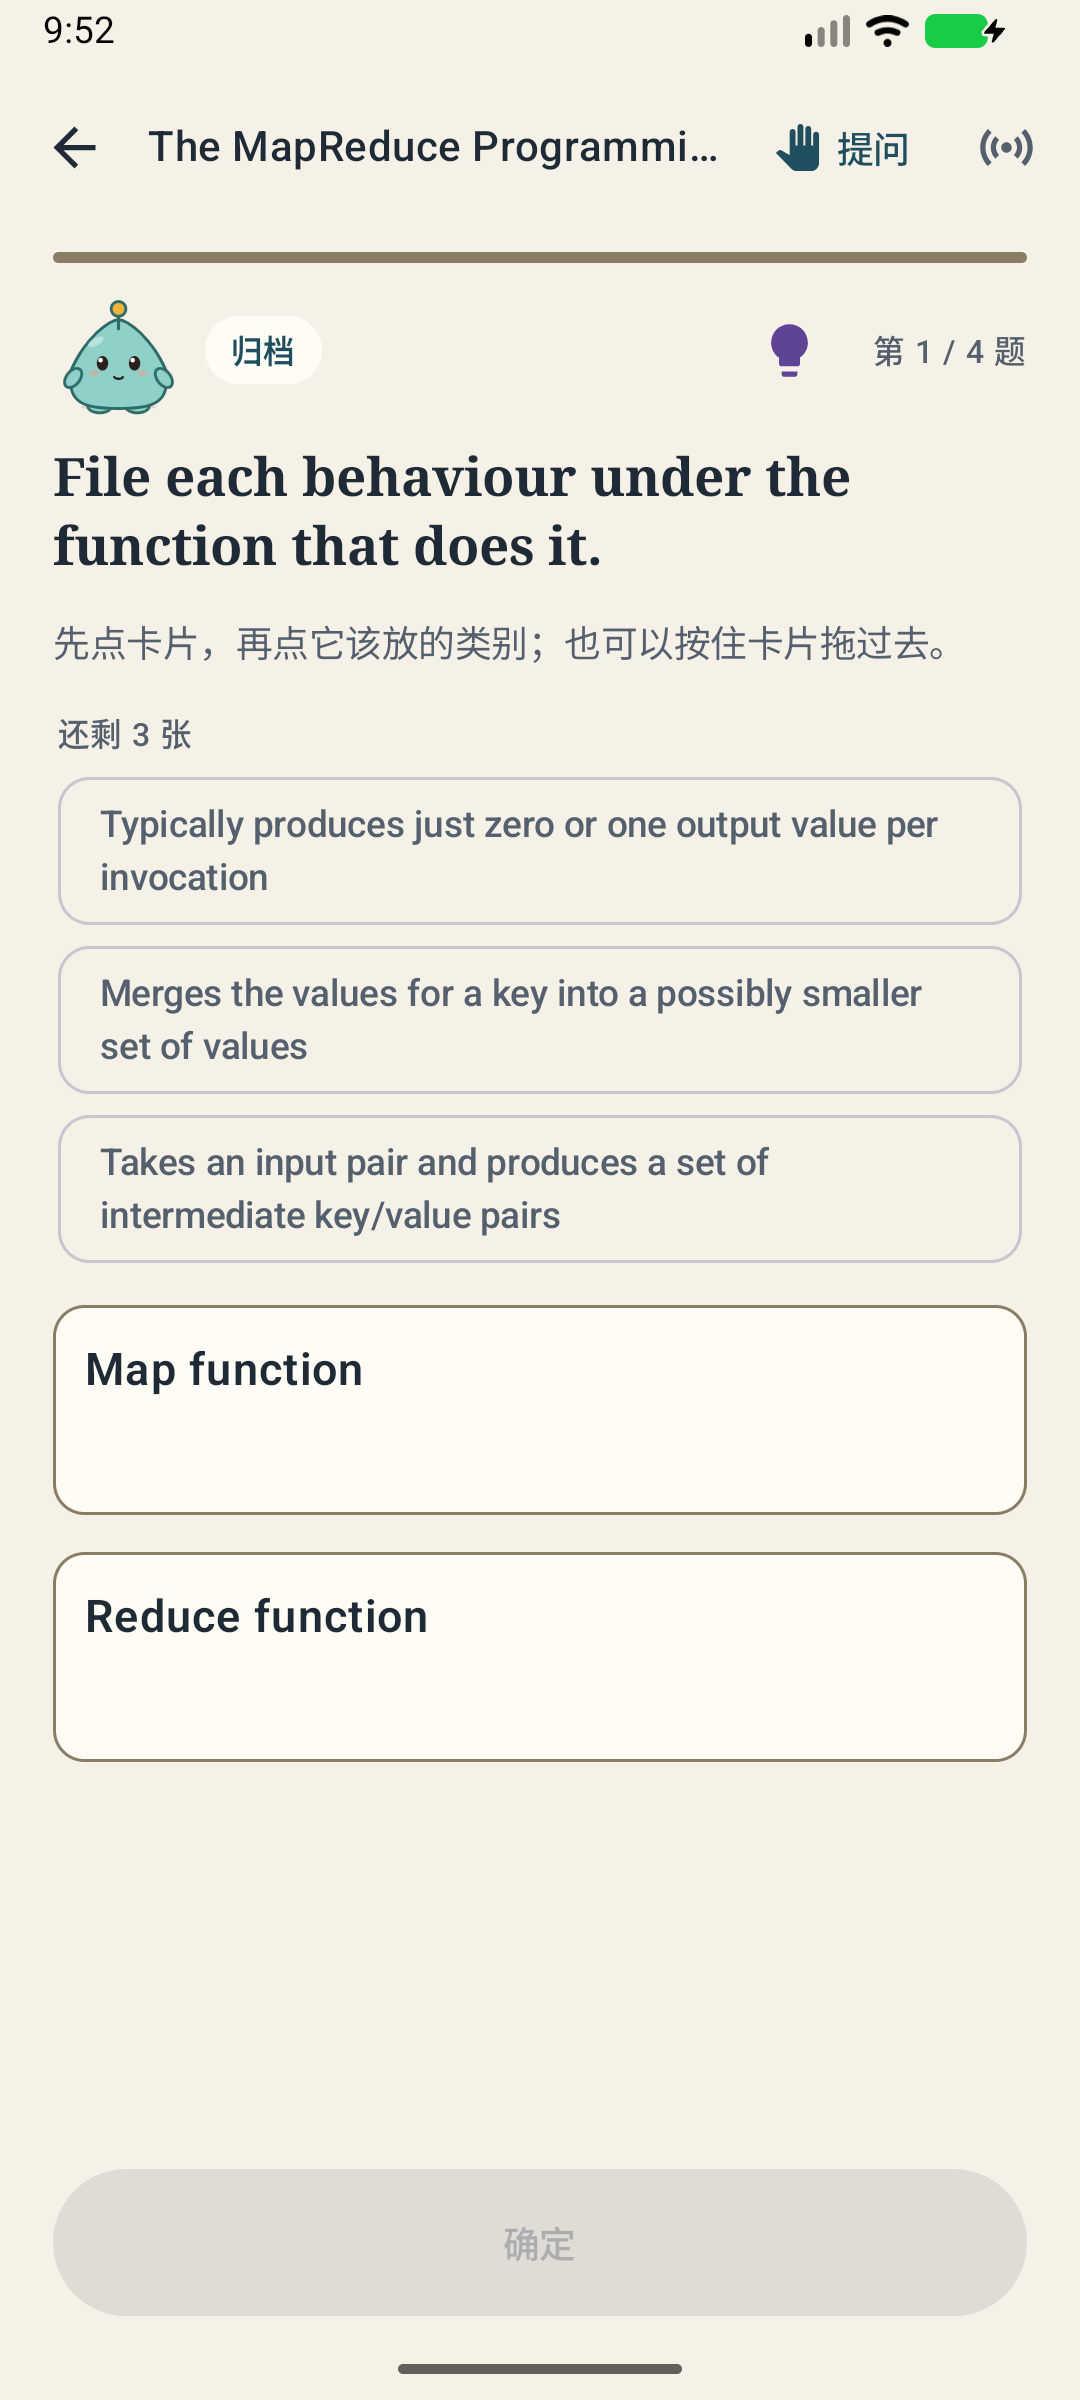 9:52
The MapReduce Programmi...
提问
归档
第 1 / 4 题
File each behaviour under the
function that does it.
先点卡片，再点它该放的类别；也可以按住卡片拖过去。
还剩 3 张
Typically produces just zero or one output value per
invocation
Merges the values for a key into a possibly smaller
set of values
Takes an input pair and produces a set of
intermediate key/value pairs
Map function
Reduce function
确定